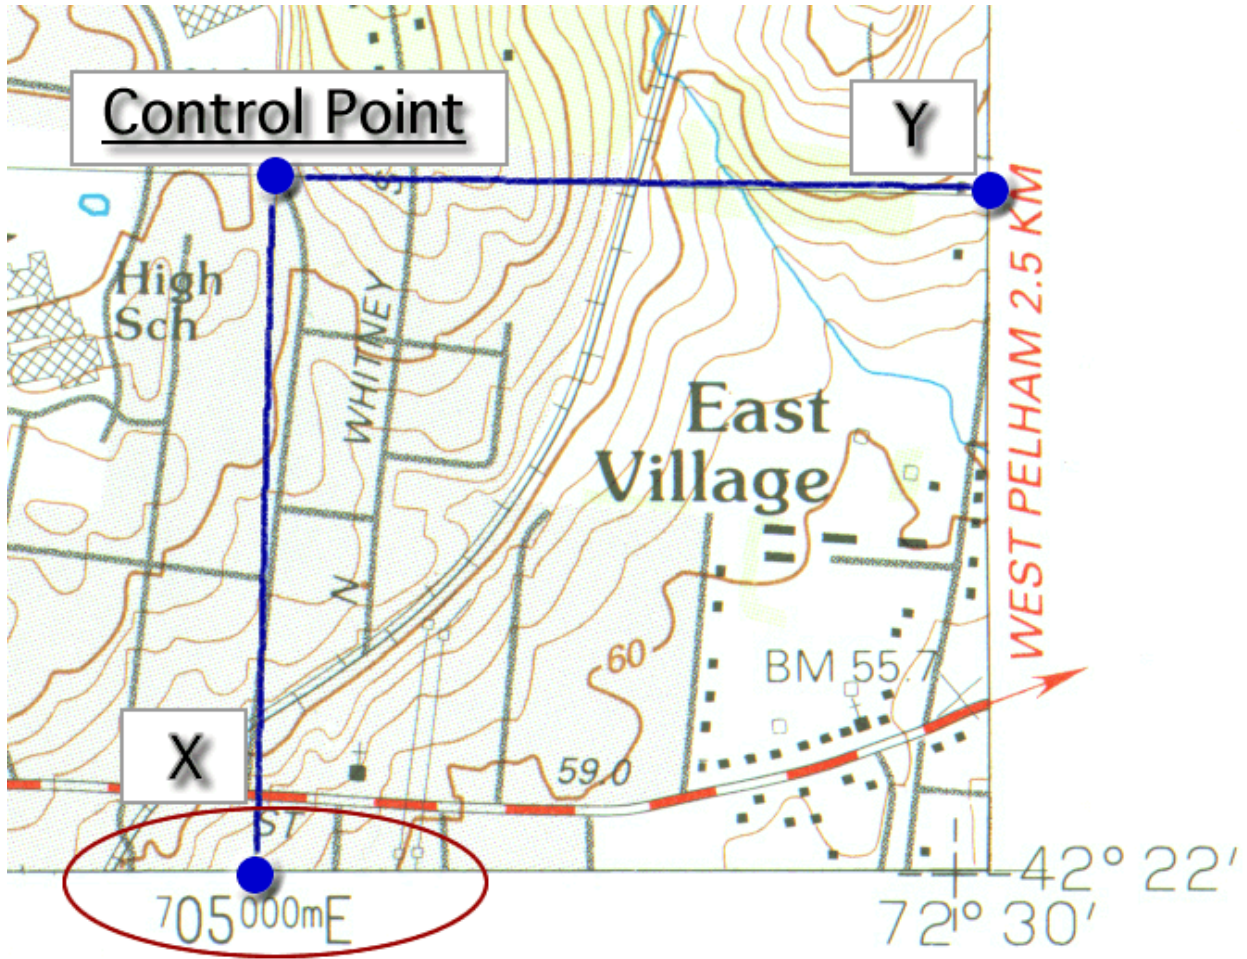 Control Point
Y
S
High
Sch
WHITNEY
WEST PELHAM 2.5 KM
East
Village
N
60
BM 55.7
X
59.0
ST
42° 22′
⁷05⁰⁰⁰ᵐE
72° 30′